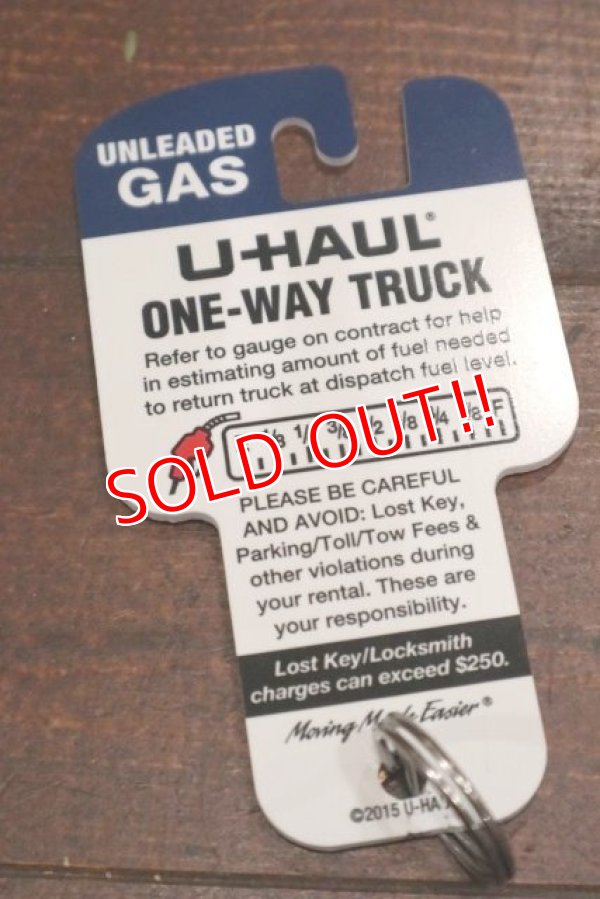 UNLEADED
GAS
U-HAUL®
ONE-WAY TRUCK
Refer to gauge on contract for help
in estimating amount of fuel needed
to return truck at dispatch fuel level.
SOLD OUT!!
PLEASE BE CAREFUL
AND AVOID: Lost Key,
Parking/Toll/Tow Fees &
other violations during
your rental. These are
your responsibility.
Lost Key/Locksmith
charges can exceed $250.
Moving Made Easier®
©2015 U-HA